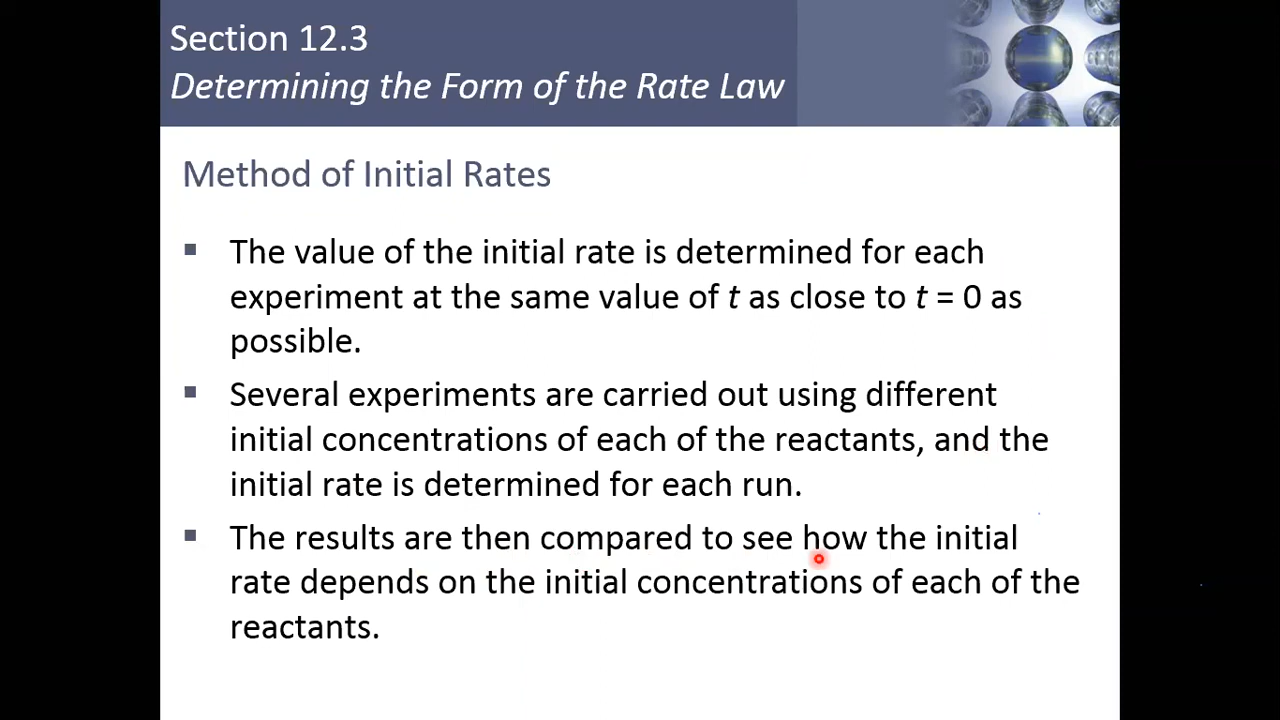 Section 12.3
Determining the Form of the Rate Law
Method of Initial Rates
▪ The value of the initial rate is determined for each
experiment at the same value of t as close to t = 0 as
possible.
▪ Several experiments are carried out using different
initial concentrations of each of the reactants, and the
initial rate is determined for each run.
▪ The results are then compared to see how the initial
rate depends on the initial concentrations of each of the
reactants.